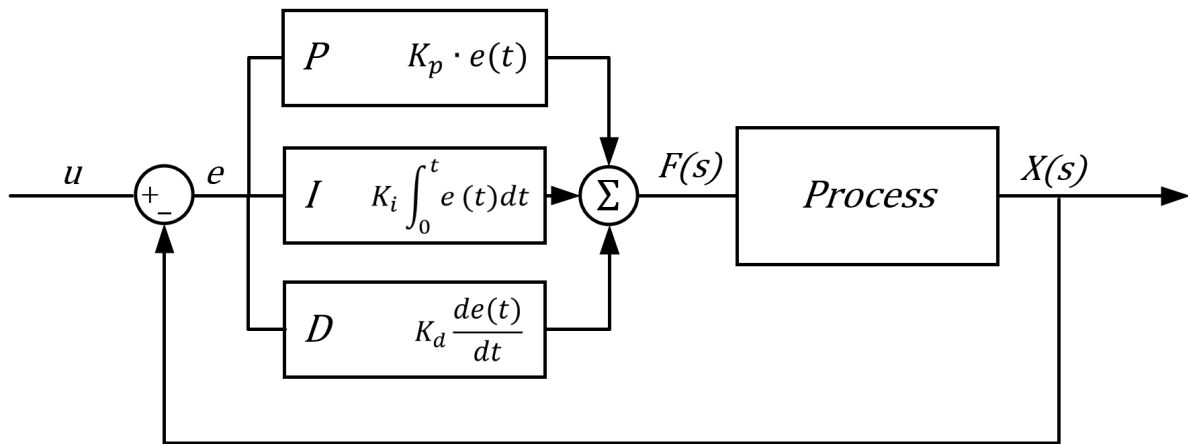 P K_p · e(t)
u
+
−
e
I K_i ∫_0^t e (t)dt
Σ
F(s)
Process
X(s)
D K_d de(t)/dt